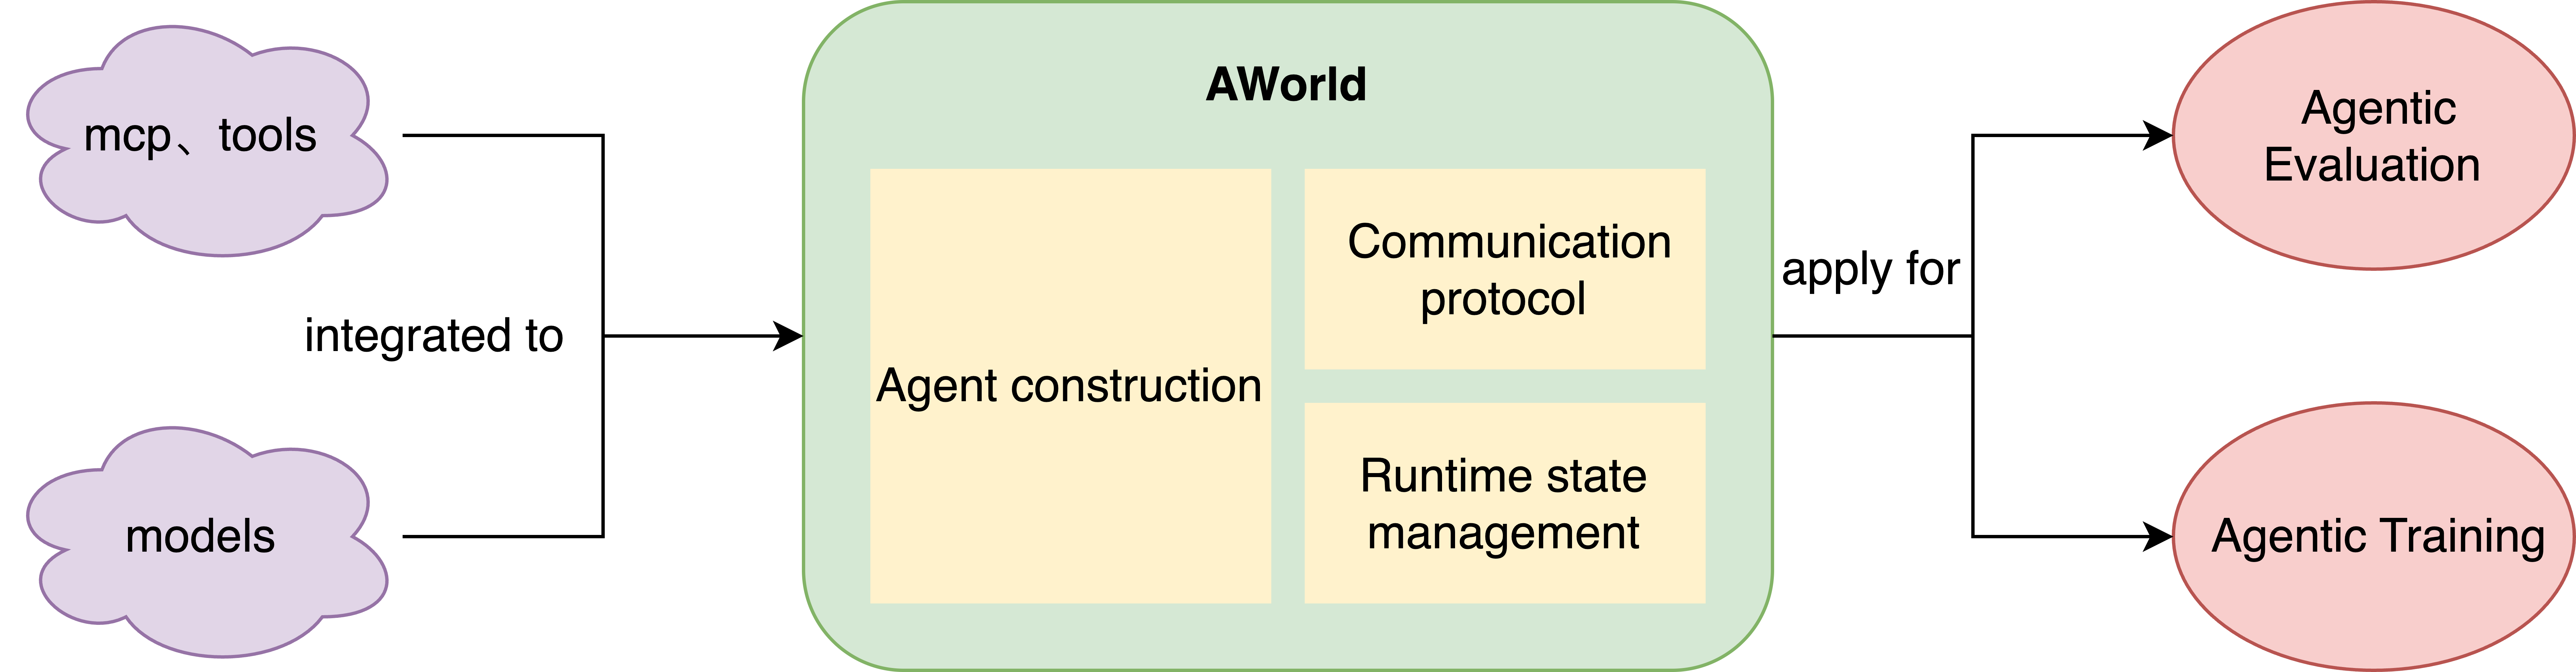 mcp、tools
models
integrated to
AWorld
Agent construction
Communication
protocol
Runtime state
management
apply for
Agentic
Evaluation
Agentic Training